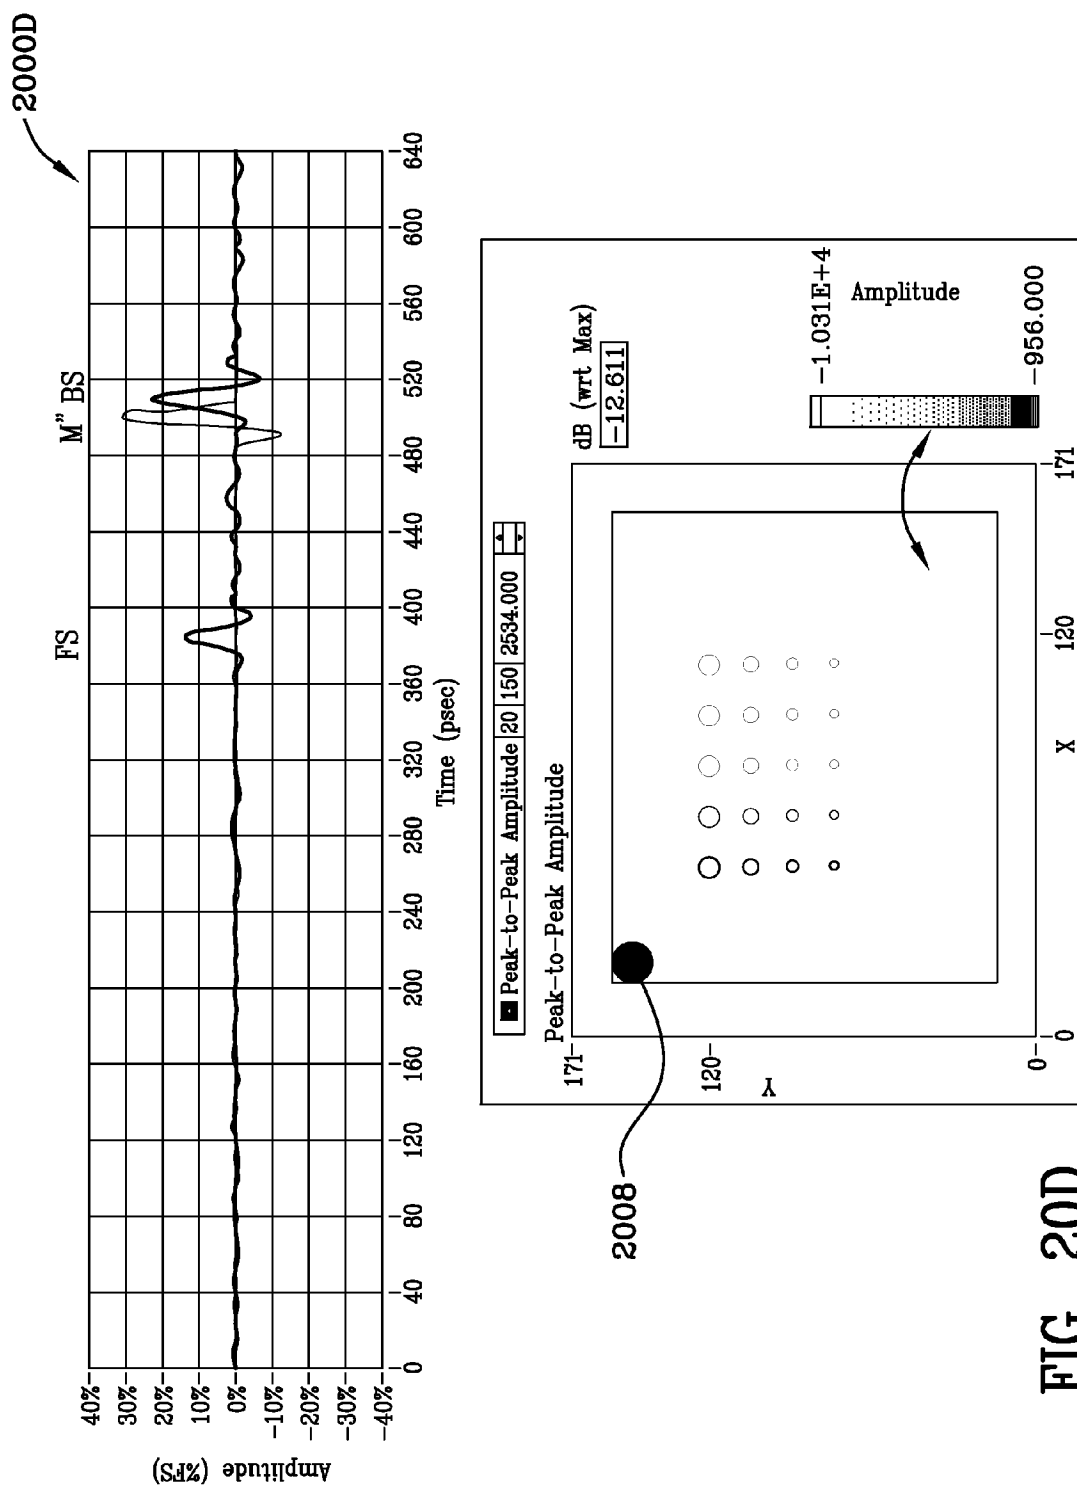 2000D
FS
M" BS
40%
30%
20%
10%
0%
-10%
-20%
-30%
-40%
Amplitude (%FS)
0 40 80 120 160 200 240 280 320 360 400 440 480 520 560 600 640
Time (psec)
Peak-to-Peak Amplitude 20 150 2534.000
Peak-to-Peak Amplitude
dB (wrt Max)
-12.611
171
120
0
Y
0 120 171
X
-1.031E+4
Amplitude
-956.000
2008
FIG 20D